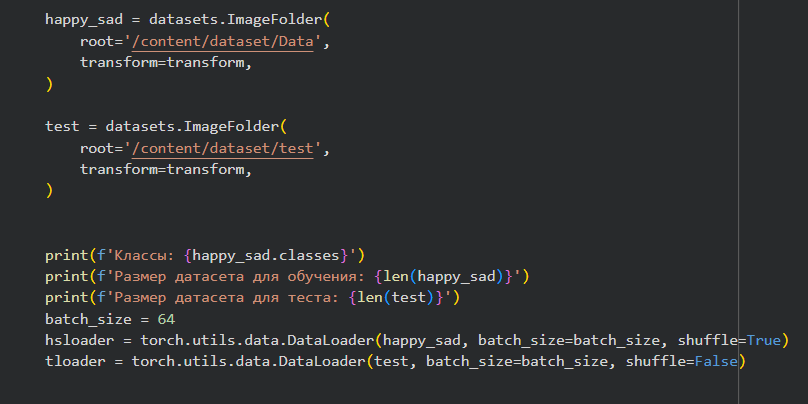 happy_sad = datasets.ImageFolder(
    root='/content/dataset/Data',
    transform=transform,
)
test = datasets.ImageFolder(
    root='/content/dataset/test',
    transform=transform,
)
print(f'Классы: {happy_sad.classes}')
print(f'Размер датасета для обучения: {len(happy_sad)}')
print(f'Размер датасета для теста: {len(test)}')
batch_size = 64
hsloader = torch.utils.data.DataLoader(happy_sad, batch_size=batch_size, shuffle=True)
tloader = torch.utils.data.DataLoader(test, batch_size=batch_size, shuffle=False)